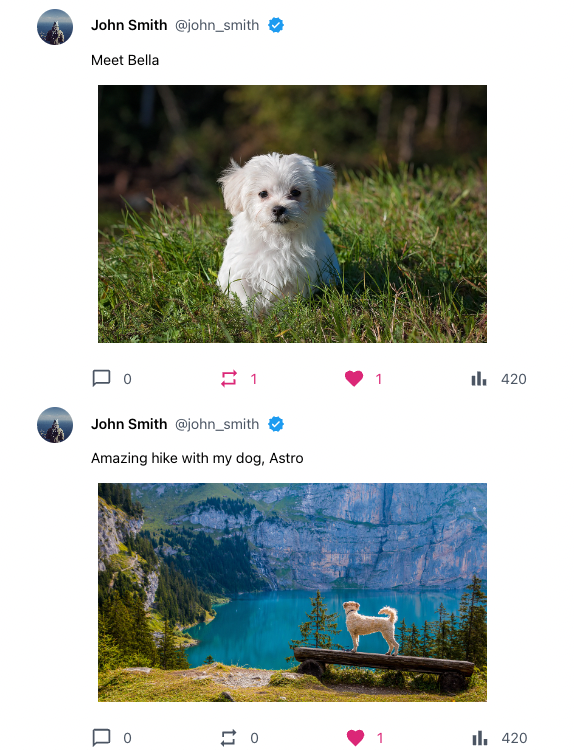 John Smith @john_smith
Meet Bella
0 1 1 420
John Smith @john_smith
Amazing hike with my dog, Astro
0 0 1 420